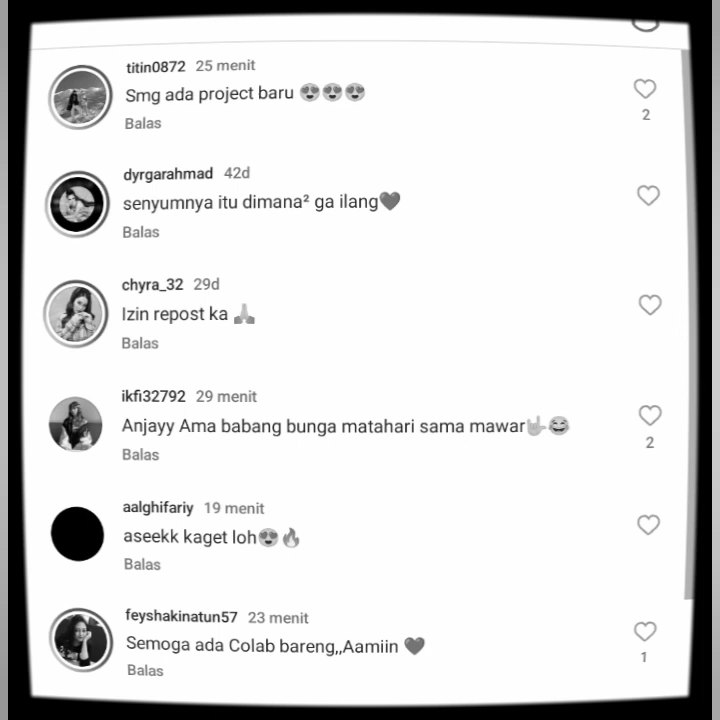 titin0872 25 menit
Smg ada project baru 😍😍😍
2
Balas
dyrgarahmad 42d
senyumnya itu dimana² ga ilang🖤
Balas
chyra_32 29d
Izin repost ka 🙏
Balas
ikfi32792 29 menit
Anjayy Ama babang bunga matahari sama mawar🤟😂
2
Balas
aalghifariy 19 menit
aseekk kaget loh😍🔥
Balas
feyshakinatun57 23 menit
Semoga ada Colab bareng,,Aamiin 🖤
1
Balas